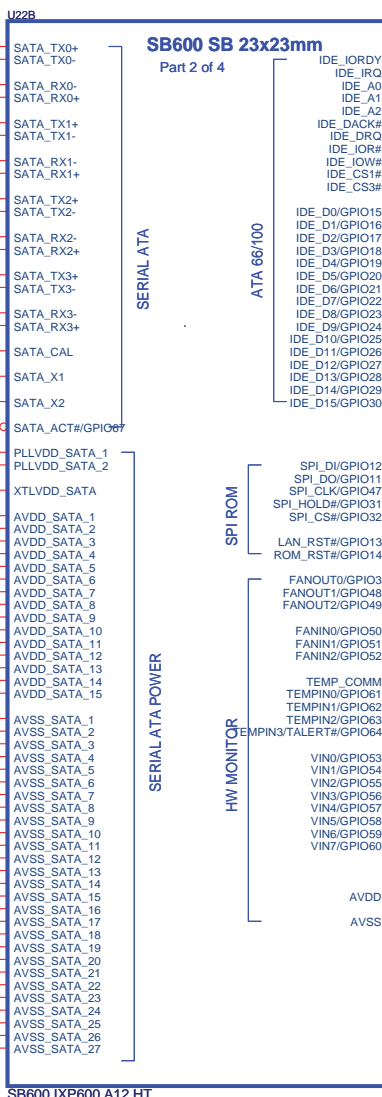 U22B
SB600 SB 23x23mm
Part 2 of 4
SATA_TX0+
SATA_TX0-
SATA_RX0-
SATA_RX0+
SATA_TX1+
SATA_TX1-
SATA_RX1-
SATA_RX1+
SATA_TX2+
SATA_TX2-
SATA_RX2-
SATA_RX2+
SATA_TX3+
SATA_TX3-
SATA_RX3-
SATA_RX3+
SATA_CAL
SATA_X1
SATA_X2
SATA_ACT#/GPIO67
SERIAL ATA
PLLVDD_SATA_1
PLLVDD_SATA_2
XTLVDD_SATA
AVDD_SATA_1
AVDD_SATA_2
AVDD_SATA_3
AVDD_SATA_4
AVDD_SATA_5
AVDD_SATA_6
AVDD_SATA_7
AVDD_SATA_8
AVDD_SATA_9
AVDD_SATA_10
AVDD_SATA_11
AVDD_SATA_12
AVDD_SATA_13
AVDD_SATA_14
AVDD_SATA_15
AVSS_SATA_1
AVSS_SATA_2
AVSS_SATA_3
AVSS_SATA_4
AVSS_SATA_5
AVSS_SATA_6
AVSS_SATA_7
AVSS_SATA_8
AVSS_SATA_9
AVSS_SATA_10
AVSS_SATA_11
AVSS_SATA_12
AVSS_SATA_13
AVSS_SATA_14
AVSS_SATA_15
AVSS_SATA_16
AVSS_SATA_17
AVSS_SATA_18
AVSS_SATA_19
AVSS_SATA_20
AVSS_SATA_21
AVSS_SATA_22
AVSS_SATA_23
AVSS_SATA_24
AVSS_SATA_25
AVSS_SATA_26
AVSS_SATA_27
SERIAL ATA POWER
IDE_IORDY
IDE_IRQ
IDE_A0
IDE_A1
IDE_A2
IDE_DACK#
IDE_DRQ
IDE_IOR#
IDE_IOW#
IDE_CS1#
IDE_CS3#
IDE_D0/GPIO15
IDE_D1/GPIO16
IDE_D2/GPIO17
IDE_D3/GPIO18
IDE_D4/GPIO19
IDE_D5/GPIO20
IDE_D6/GPIO21
IDE_D7/GPIO22
IDE_D8/GPIO23
IDE_D9/GPIO24
IDE_D10/GPIO25
IDE_D11/GPIO26
IDE_D12/GPIO27
IDE_D13/GPIO28
IDE_D14/GPIO29
IDE_D15/GPIO30
ATA 66/100
SPI_DI/GPIO12
SPI_DO/GPIO11
SPI_CLK/GPIO47
SPI_HOLD#/GPIO31
SPI_CS#/GPIO32
LAN_RST#/GPIO13
ROM_RST#/GPIO14
SPI ROM
FANOUT0/GPIO3
FANOUT1/GPIO48
FANOUT2/GPIO49
FANIN0/GPIO50
FANIN1/GPIO51
FANIN2/GPIO52
TEMP_COMM
TEMPIN0/GPIO61
TEMPIN1/GPIO62
TEMPIN2/GPIO63
TEMPIN3/TALERT#/GPIO64
VIN0/GPIO53
VIN1/GPIO54
VIN2/GPIO55
VIN3/GPIO56
VIN4/GPIO57
VIN5/GPIO58
VIN6/GPIO59
VIN7/GPIO60
AVDD
AVSS
HW MONITOR
SB600 IXP600 A12 HT